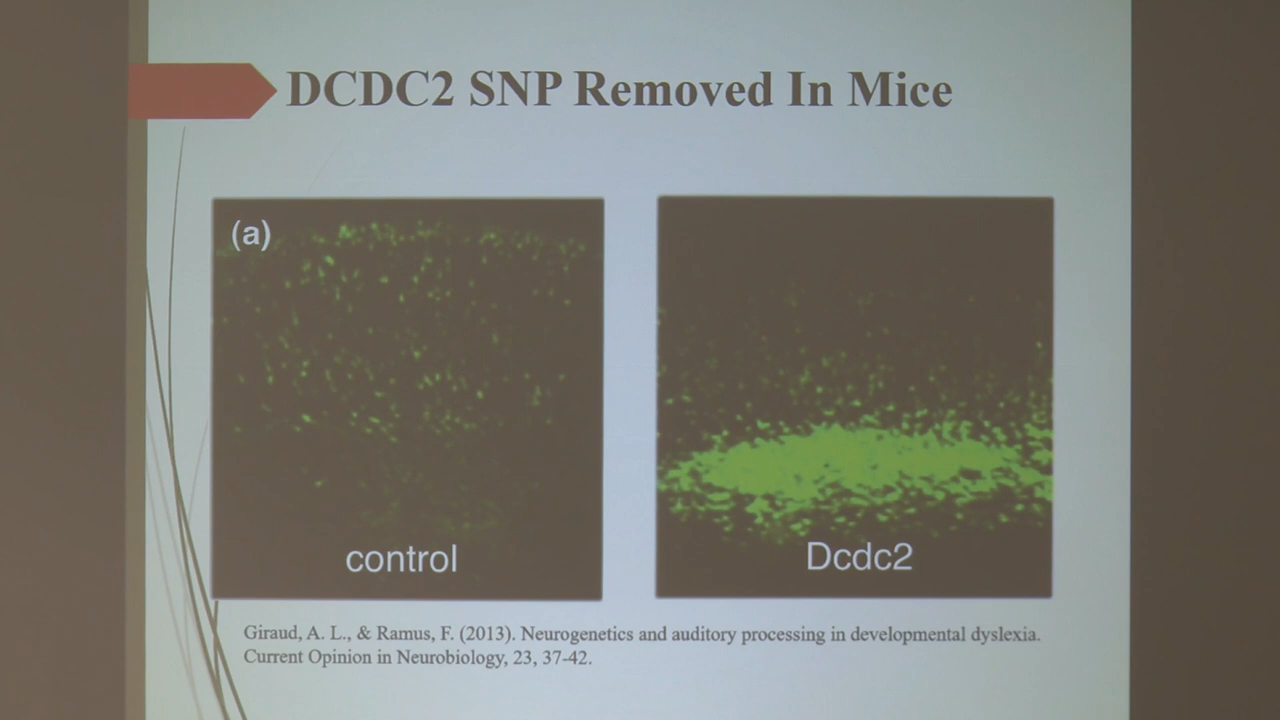 DCDC2 SNP Removed In Mice
(a)
control
Dcdc2
Giraud, A. L., & Ramus, F. (2013). Neurogenetics and auditory processing in developmental dyslexia.
Current Opinion in Neurobiology, 23, 37-42.